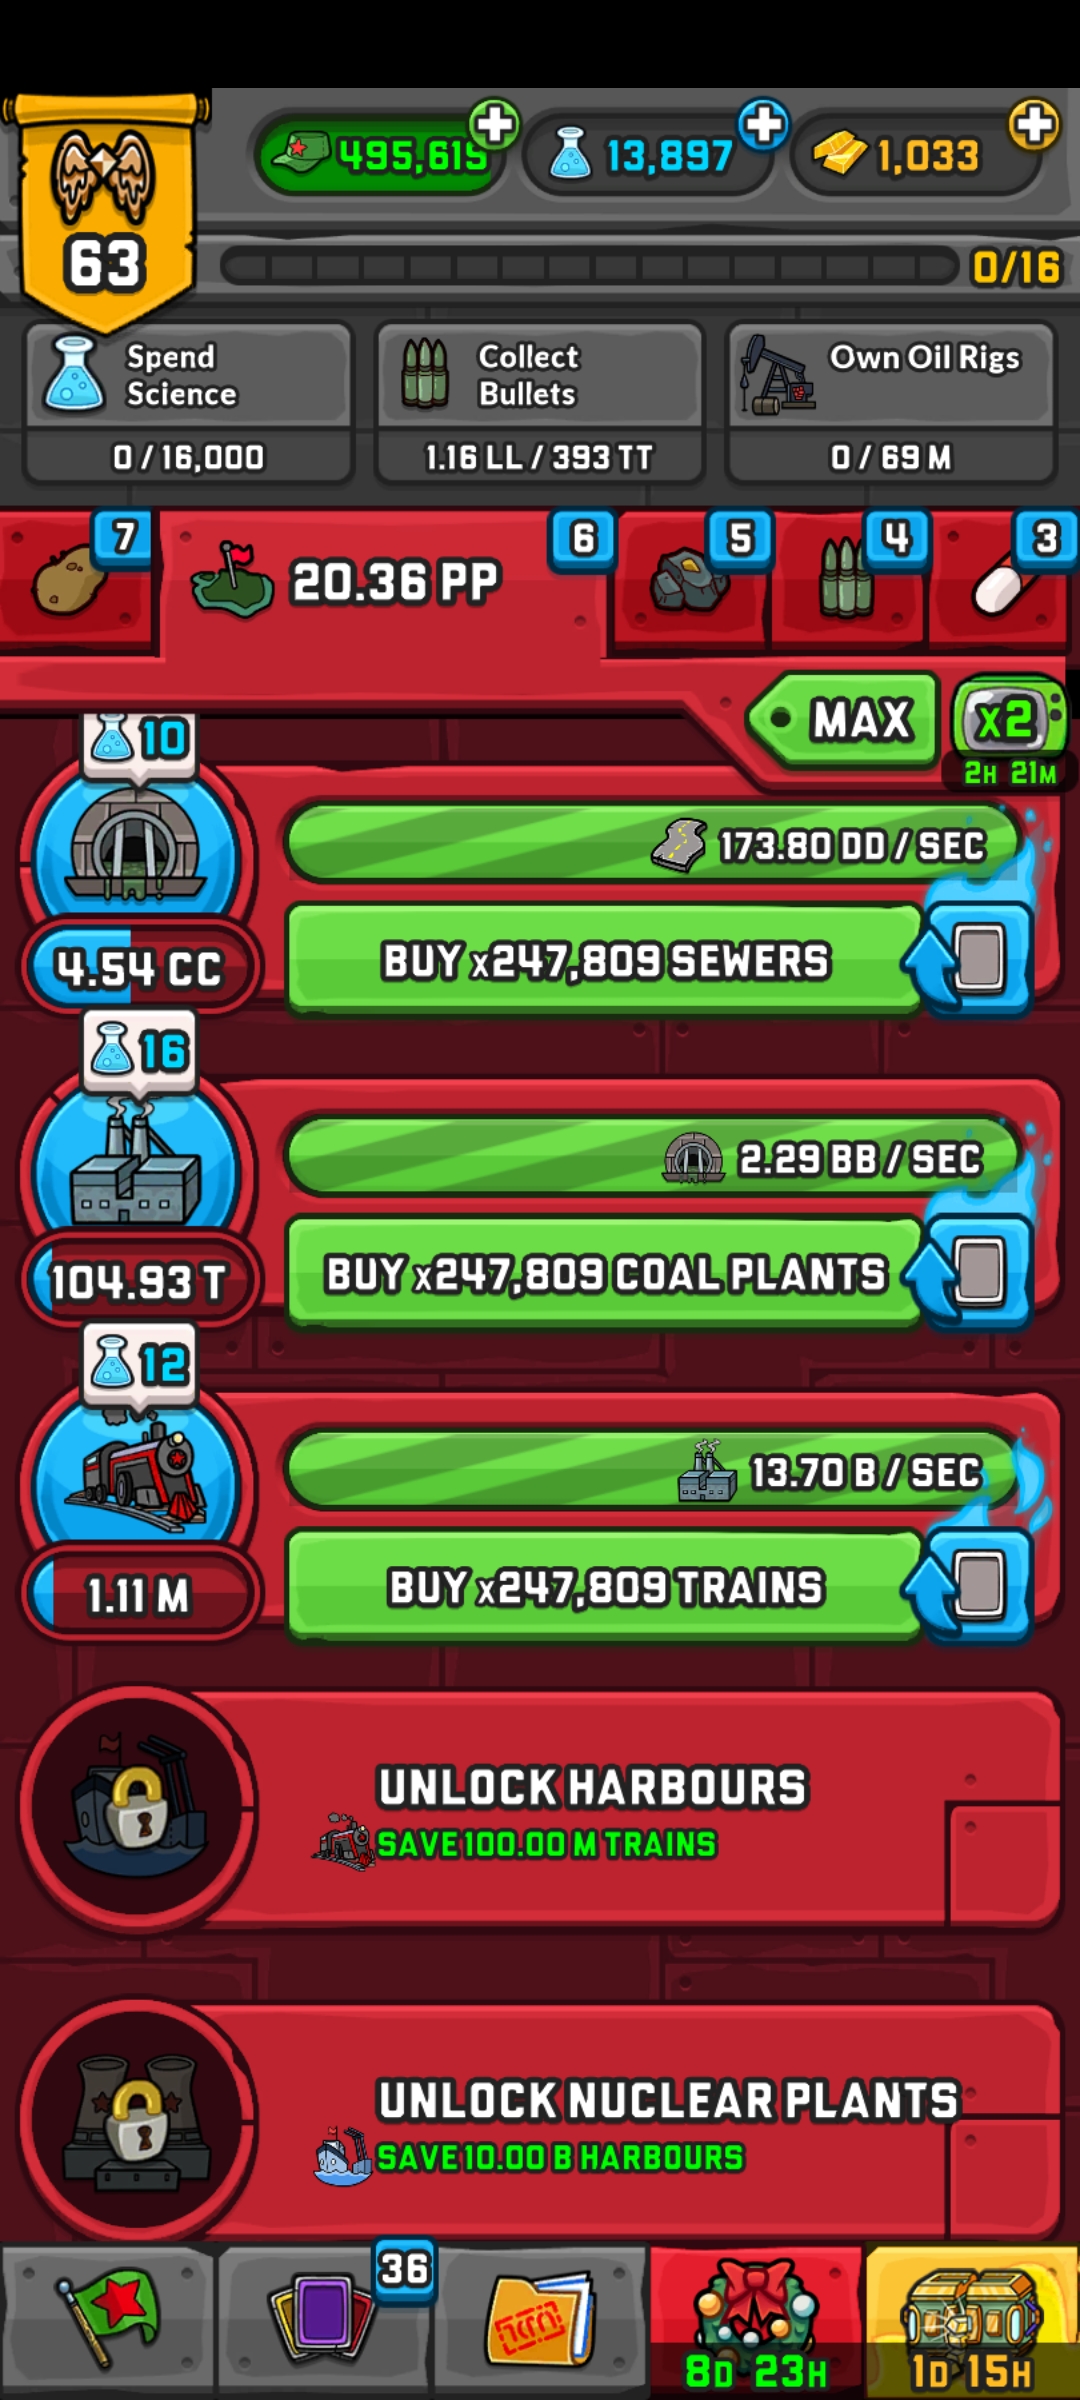 63
495,615
13,897
1,033
0/16
Spend
Science
0 / 16,000
Collect
Bullets
1.16 LL / 393 TT
Own Oil Rigs
0 / 69 M
7
20.36 PP
6
5
4
3
MAX
x2
2H 21M
10
173.80 DD / SEC
4.54 CC
BUY x247,809 SEWERS
16
2.29 BB / SEC
104.93 T
BUY x247,809 COAL PLANTS
12
13.70 B / SEC
1.11 M
BUY x247,809 TRAINS
UNLOCK HARBOURS
SAVE 100.00 M TRAINS
UNLOCK NUCLEAR PLANTS
SAVE 10.00 B HARBOURS
36
8D 23H
1D 15H